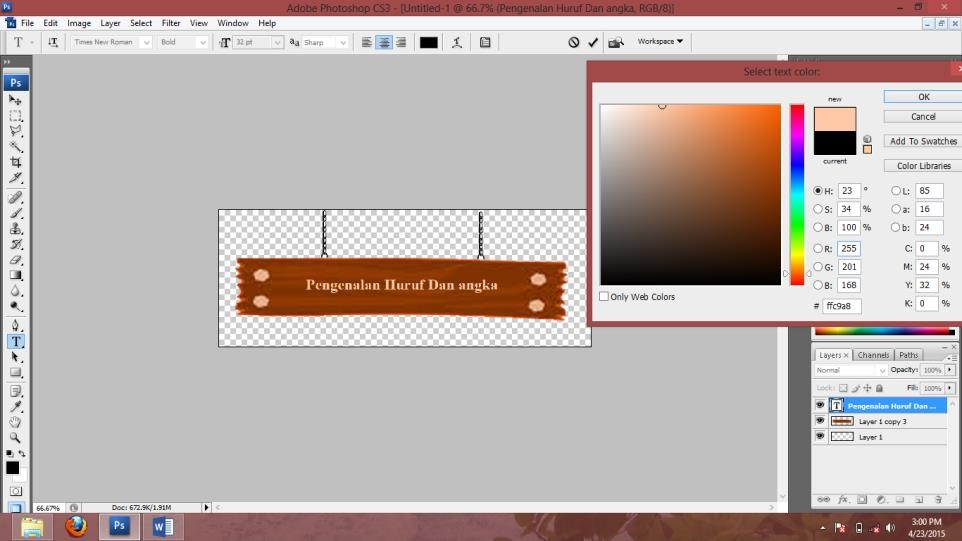 Adobe Photoshop CS3 - [Untitled-1 @ 66.7% (Pengenalan Huruf Dan angka, RGB/8)]
File Edit Image Layer Select Filter View Window Help
T Times New Roman Bold T 32 pt aa Sharp Workspace
Select text color:
Ps
new
OK
Cancel
Add To Swatches
current
Color Libraries
H: 23 ° L: 85
S: 34 % a: 16
B: 100 % b: 24
R: 255 C: 0 %
G: 201 M: 24 %
B: 168 Y: 32 %
# ffc9a8 K: 0 %
Only Web Colors
Pengenalan Huruf Dan angka
Layers × Channels Paths
Normal Opacity: 100%
Lock: Fill: 100%
T Pengenalan Huruf Dan ...
Layer 1 copy 3
Layer 1
T
66.67% Doc: 672.9K/1.91M
fx
Ps W
3:00 PM
4/23/2015